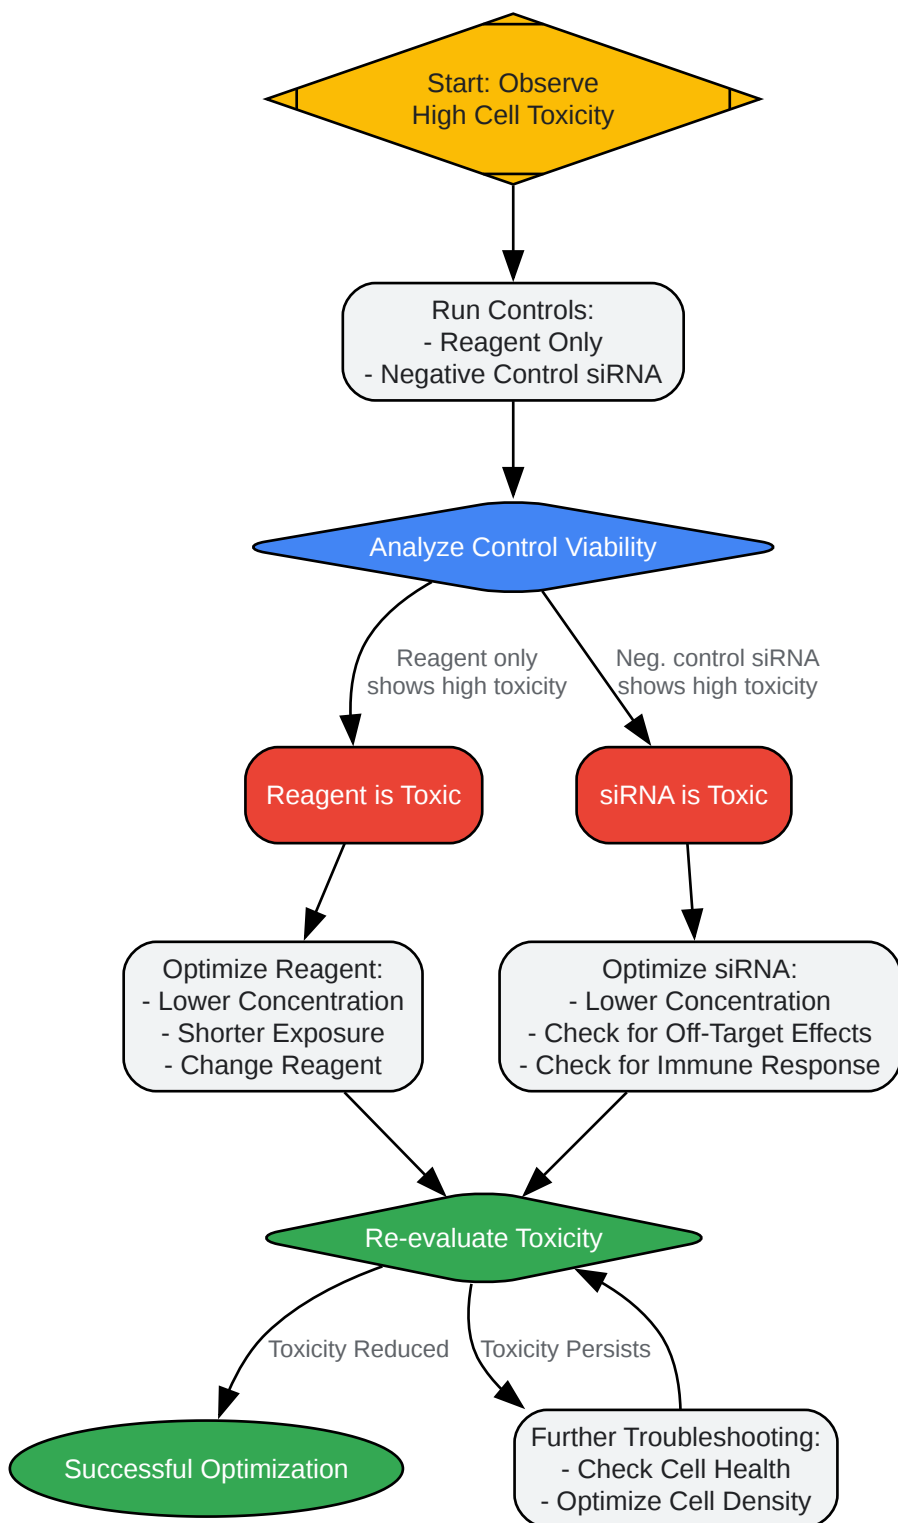 Start: Observe
High Cell Toxicity
Run Controls:
- Reagent Only
- Negative Control siRNA
Analyze Control Viability
Reagent only
shows high toxicity
Neg. control siRNA
shows high toxicity
Reagent is Toxic
siRNA is Toxic
Optimize Reagent:
- Lower Concentration
- Shorter Exposure
- Change Reagent
Optimize siRNA:
- Lower Concentration
- Check for Off-Target Effects
- Check for Immune Response
Re-evaluate Toxicity
Toxicity Reduced
Toxicity Persists
Successful Optimization
Further Troubleshooting:
- Check Cell Health
- Optimize Cell Density